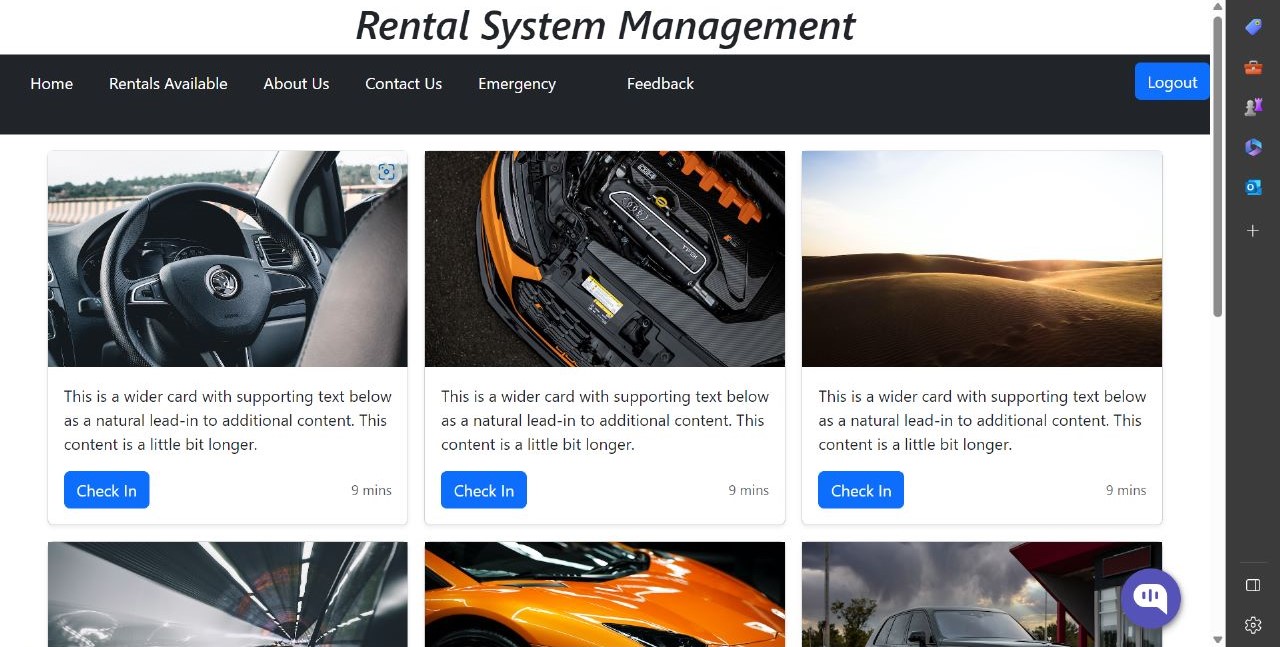 Rental System Management
Home Rentals Available About Us Contact Us Emergency Feedback Logout
This is a wider card with supporting text below
as a natural lead-in to additional content. This
content is a little bit longer.
Check In 9 mins
This is a wider card with supporting text below
as a natural lead-in to additional content. This
content is a little bit longer.
Check In 9 mins
This is a wider card with supporting text below
as a natural lead-in to additional content. This
content is a little bit longer.
Check In 9 mins